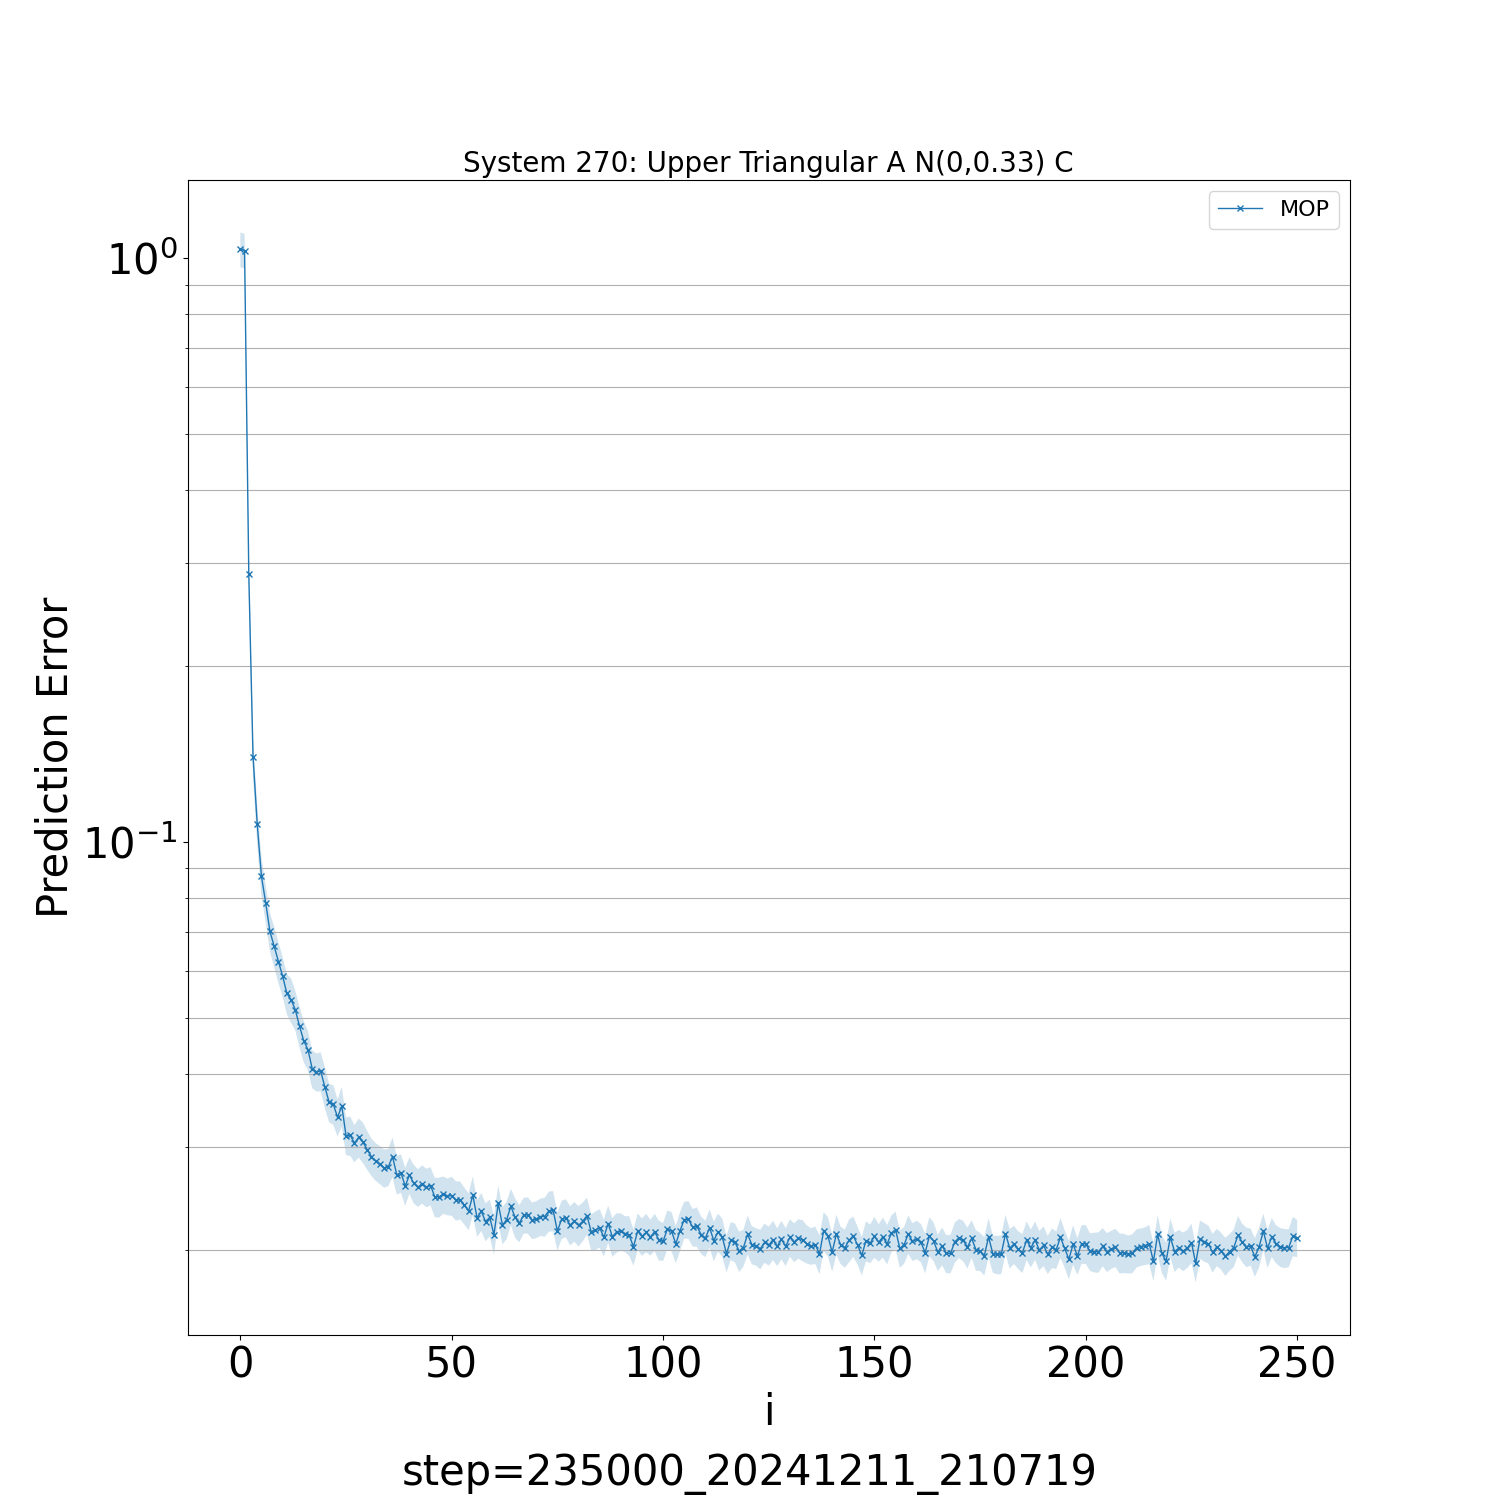 System 270: Upper Triangular A N(0,0.33) C
MOP
10⁰
10⁻¹
Prediction Error
0 50 100 150 200 250
i
step=235000_20241211_210719